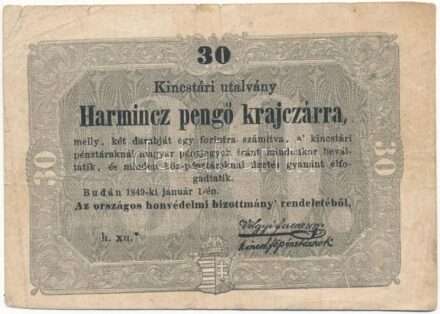 30
Kincstári utalvány
Harmincz pengő krajczárra,
melly, két darabját egy forintra számítva, a' kincstári
pénztáraknál magyar pénzjegyek iránt mindenkor bevál-
tatik, és minden köz-pénztáraknál fizetés gyanánt elfo-
gadtatik.
Budán 1849-ki január 1-én.
Az országos honvédelmi bizottmány' rendeletéből,
h. xn.*
30
30